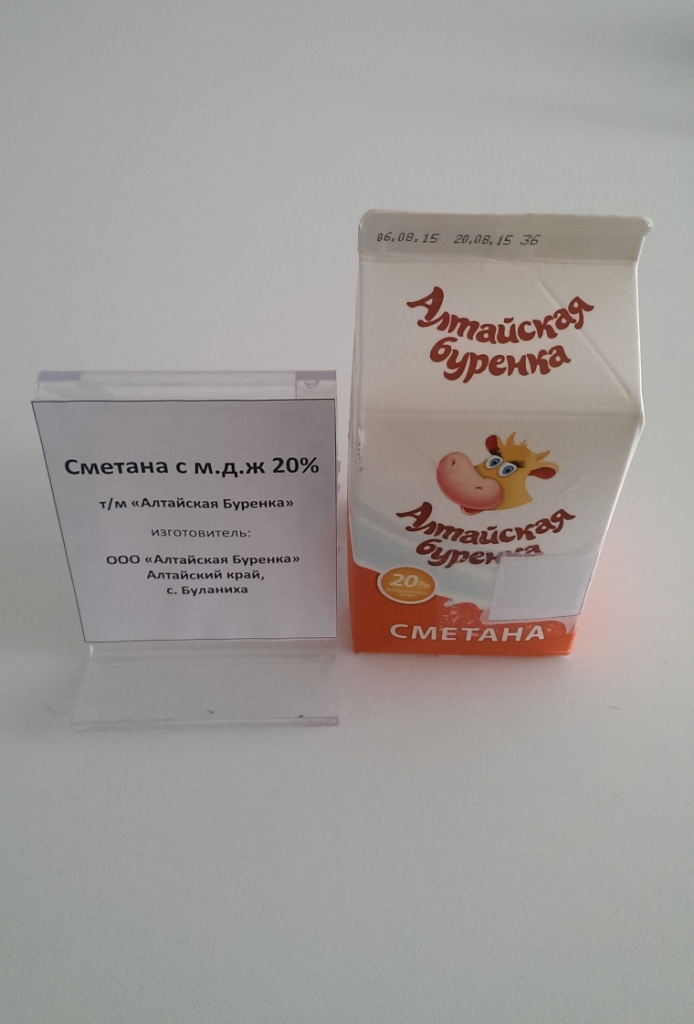 Сметана с м.д.ж 20%
т/м «Алтайская Буренка»
изготовитель:
ООО «Алтайская Буренка»
Алтайский край,
с. Буланиха
06.08.15 20.08.15 36
Алтайская
буренка
Алтайская
буренка
20%
СМЕТАНА